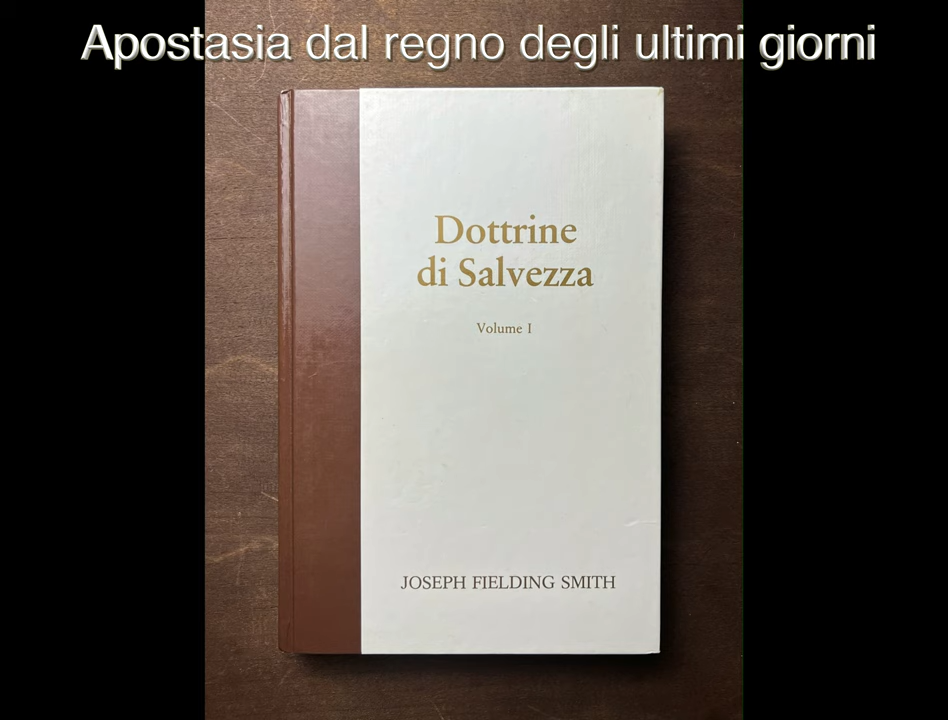 Apostasia dal regno degli ultimi giorni
Dottrine
di Salvezza
Volume I
JOSEPH FIELDING SMITH